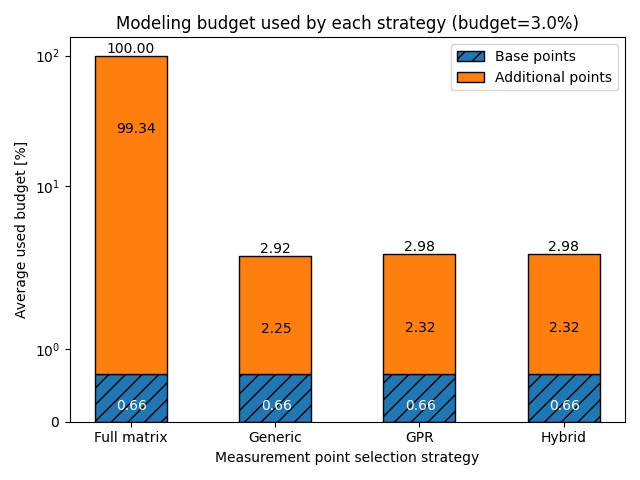 Modeling budget used by each strategy (budget=3.0%)
Average used budget [%]
10²
10¹
10⁰
0
Base points
Additional points
100.00
99.34
0.66
2.92
2.25
0.66
2.98
2.32
0.66
2.98
2.32
0.66
Full matrix
Generic
GPR
Hybrid
Measurement point selection strategy